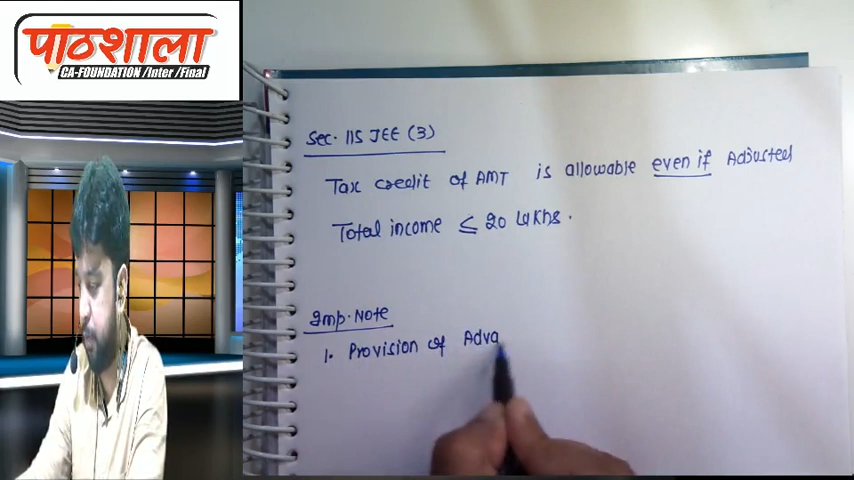 पाठशाला
CA-FOUNDATION/Inter/Final
Sec. 115 JEE (3)
Tax credit of AMT is allowable even if Adjusted
Total income ≤ 20 Lakhs.
Imp. Note
1. Provision of Adva